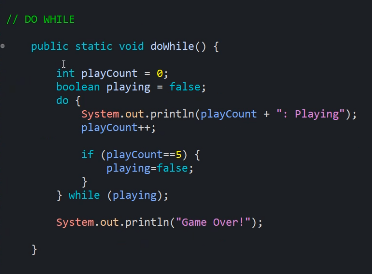 // DO WHILE
public static void doWhile() {
int playCount = 0;
boolean playing = false;
do {
System.out.println(playCount + ": Playing");
playCount++;
if (playCount==5) {
playing=false;
}
} while (playing);
System.out.println("Game Over!");
}